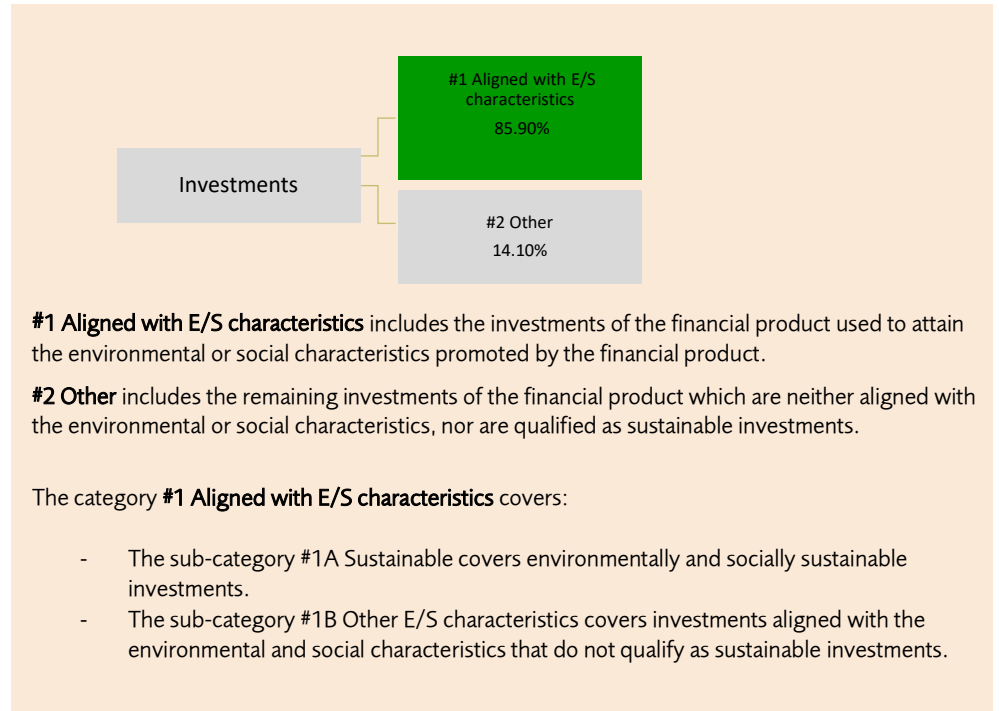 #1 Aligned with E/S
characteristics
85.90%
Investments
#2 Other
14.10%
#1 Aligned with E/S characteristics includes the investments of the financial product used to attain
the environmental or social characteristics promoted by the financial product.
#2 Other includes the remaining investments of the financial product which are neither aligned with
the environmental or social characteristics, nor are qualified as sustainable investments.
The category #1 Aligned with E/S characteristics covers:
- The sub-category #1A Sustainable covers environmentally and socially sustainable
investments.
- The sub-category #1B Other E/S characteristics covers investments aligned with the
environmental and social characteristics that do not qualify as sustainable investments.